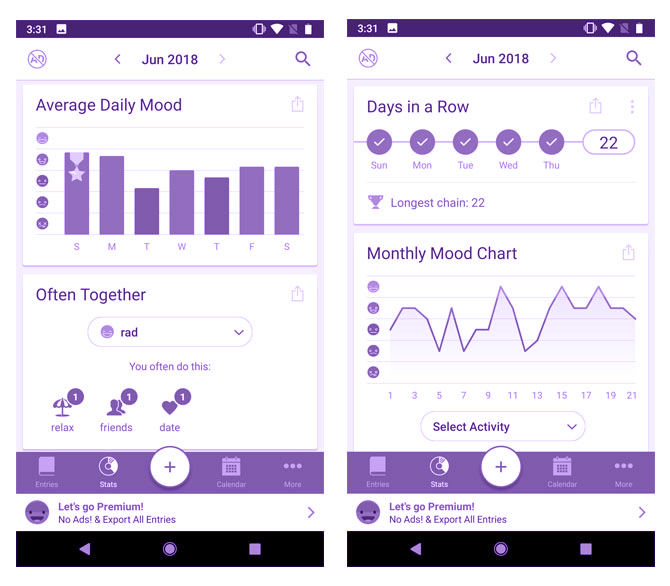 3:31
Jun 2018
Average Daily Mood
S M T W T F S
Often Together
rad
You often do this:
1 1 1
relax friends date
Entries Stats + Calendar More
Let's go Premium!
No Ads! & Export All Entries
3:31
Jun 2018
Days in a Row
22
Sun Mon Tue Wed Thu
Longest chain: 22
Monthly Mood Chart
1 3 5 7 9 11 13 15 17 19 21
Select Activity
Entries Stats + Calendar More
Let's go Premium!
No Ads! & Export All Entries